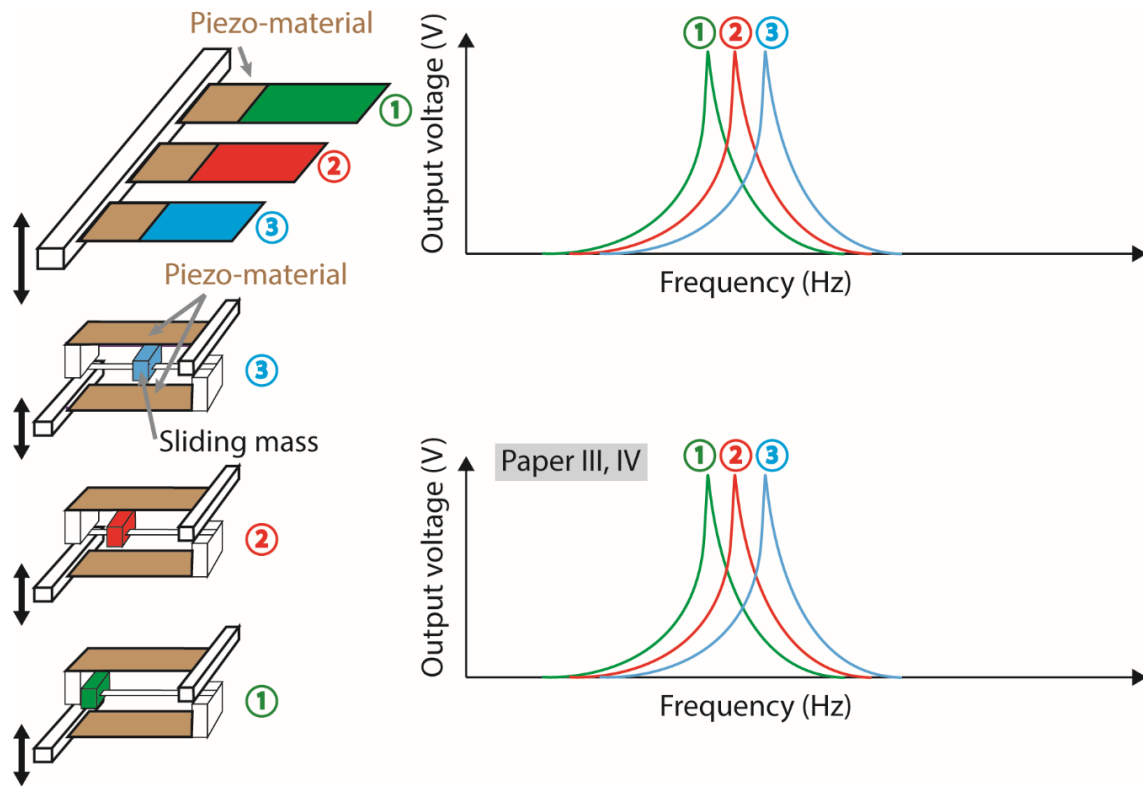 Piezo-material
①
②
③
Output voltage (V)
① ② ③
Frequency (Hz)
Piezo-material
③
Sliding mass
②
①
Output voltage (V)
Paper III, IV
① ② ③
Frequency (Hz)